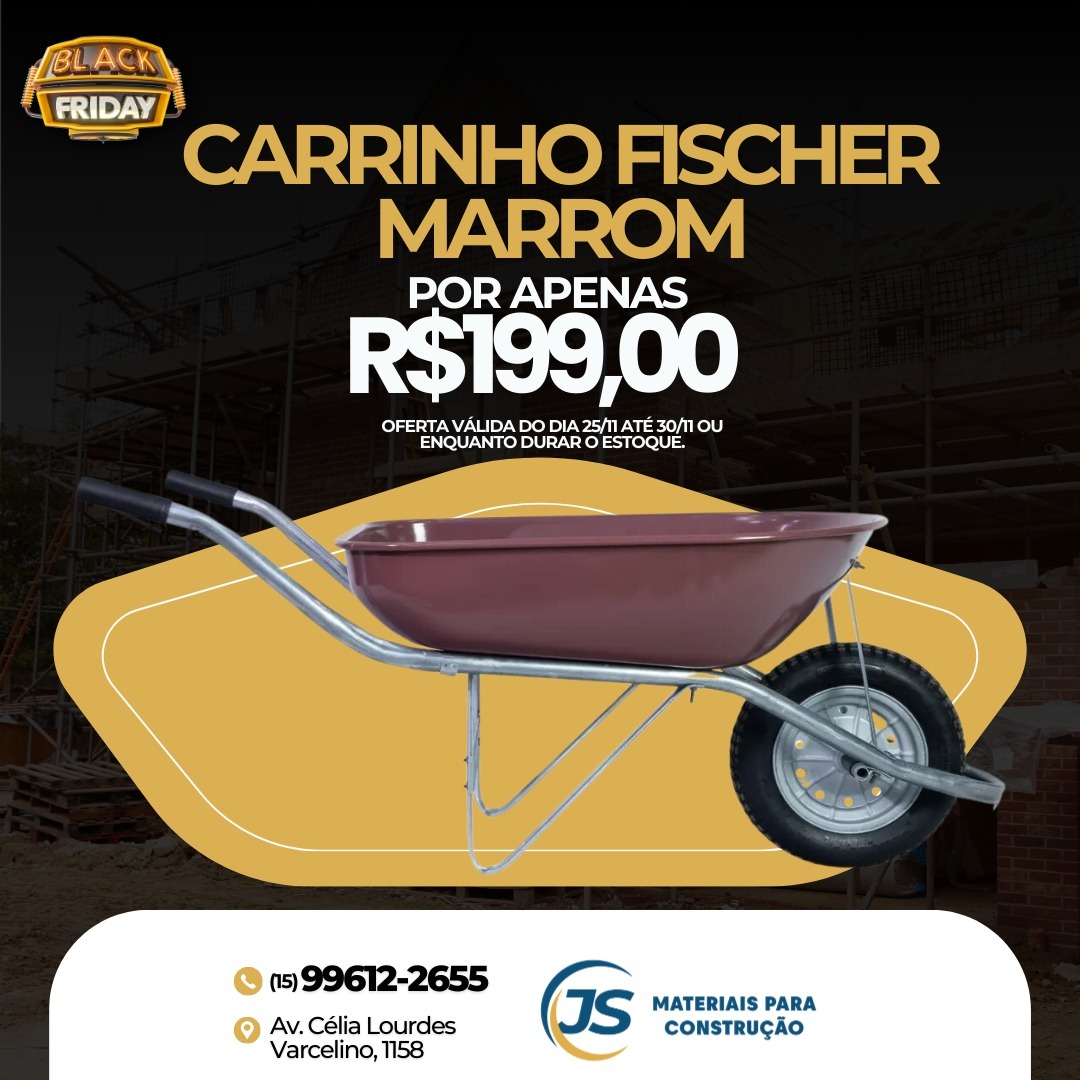 BLACK
FRIDAY
CARRINHO FISCHER
MARROM
POR APENAS
R$199,00
OFERTA VÁLIDA DO DIA 25/11 ATÉ 30/11 OU
ENQUANTO DURAR O ESTOQUE.
(15) 99612-2655
Av. Célia Lourdes
Varcelino, 1158
JS
MATERIAIS PARA
CONSTRUÇÃO